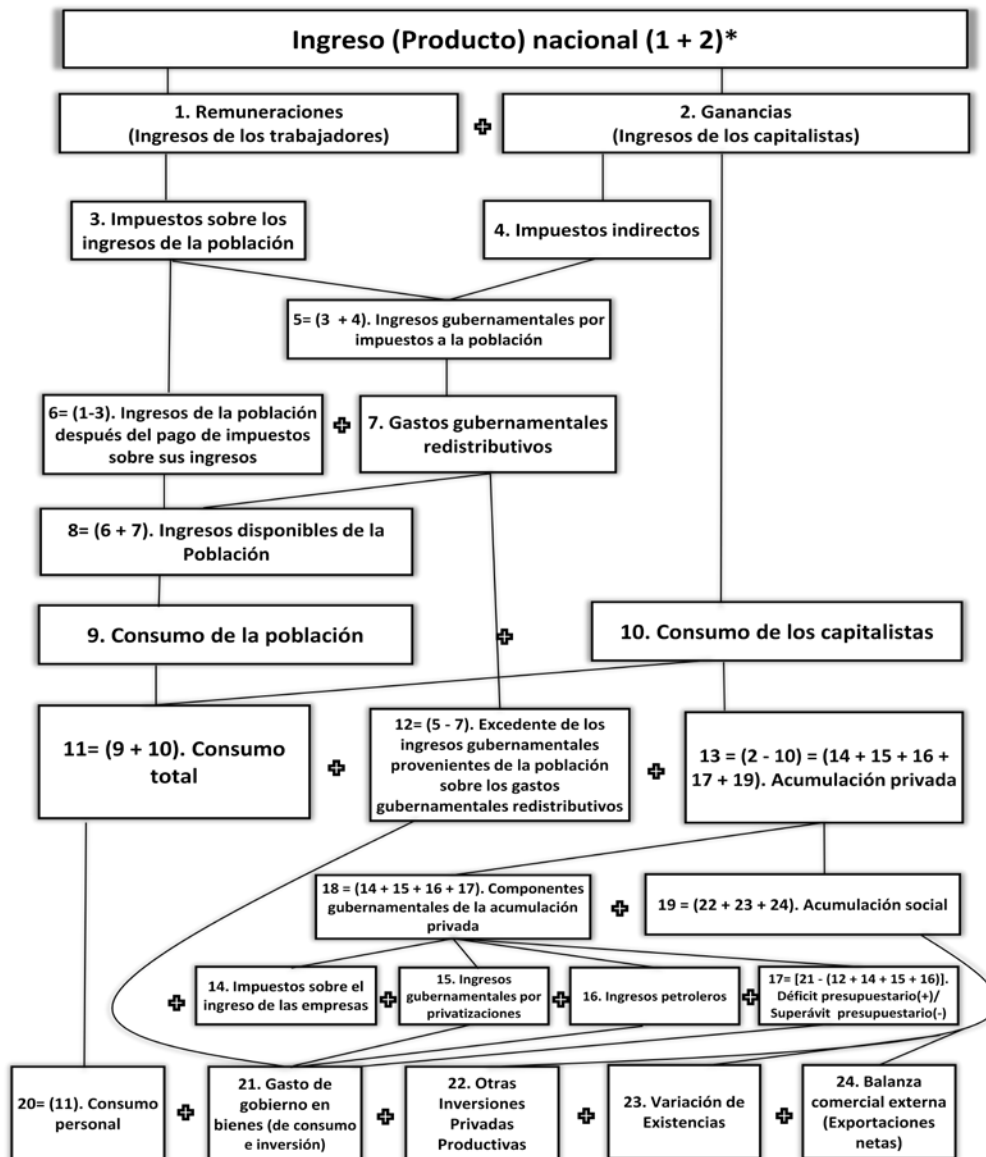 Ingreso (Producto) nacional (1 + 2)*
1. Remuneraciones
(Ingresos de los trabajadores)
2. Ganancias
(Ingresos de los capitalistas)
3. Impuestos sobre los
ingresos de la población
4. Impuestos indirectos
5= (3 + 4). Ingresos gubernamentales por
impuestos a la población
6= (1-3). Ingresos de la población
después del pago de impuestos
sobre sus ingresos
7. Gastos gubernamentales
redistributivos
8= (6 + 7). Ingresos disponibles de la
Población
9. Consumo de la población
10. Consumo de los capitalistas
11= (9 + 10). Consumo
total
12= (5 - 7). Excedente de los
ingresos gubernamentales
provenientes de la población
sobre los gastos
gubernamentales redistributivos
13 = (2 - 10) = (14 + 15 + 16 +
17 + 19). Acumulación privada
18 = (14 + 15 + 16 + 17). Componentes
gubernamentales de la acumulación
privada
19 = (22 + 23 + 24). Acumulación social
14. Impuestos sobre el
ingreso de las empresas
15. Ingresos
gubernamentales por
privatizaciones
16. Ingresos petroleros
17= [21 - (12 + 14 + 15 + 16)].
Déficit presupuestario(+)/
Superávit presupuestario(-)
20= (11). Consumo
personal
21. Gasto de
gobierno en
bienes (de consumo
e inversión)
22. Otras
Inversiones
Privadas
Productivas
23. Variación de
Existencias
24. Balanza
comercial externa
(Exportaciones
netas)